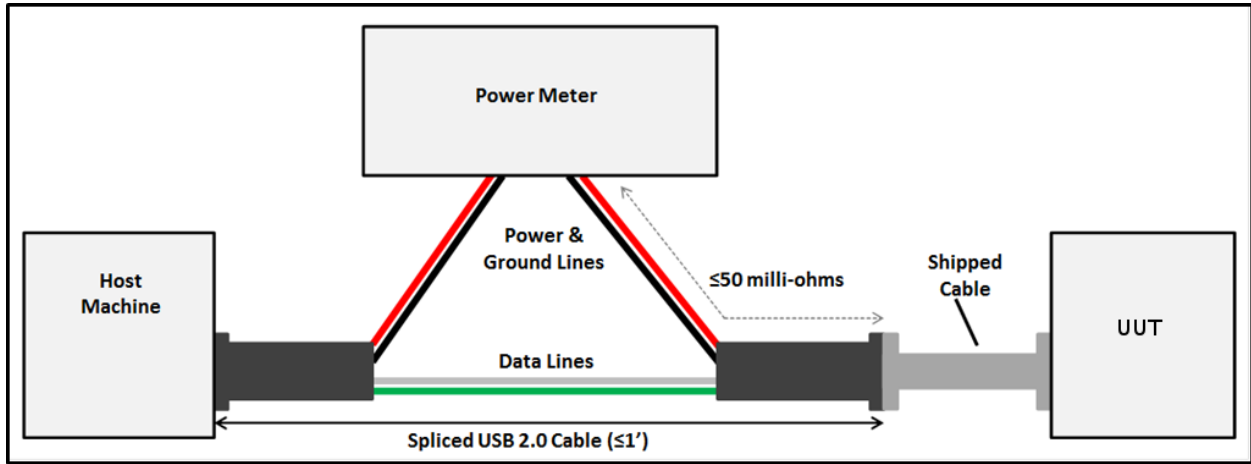 Power Meter
Host
Machine
Power &
Ground Lines
≤50 milli-ohms
Shipped
Cable
UUT
Data Lines
Spliced USB 2.0 Cable (≤1’)